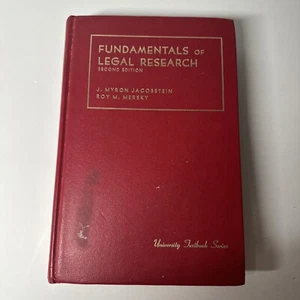 FUNDAMENTALS OF
LEGAL RESEARCH
SECOND EDITION
J. MYRON JACOBSTEIN
ROY M. MERSKY
University Textbook Series